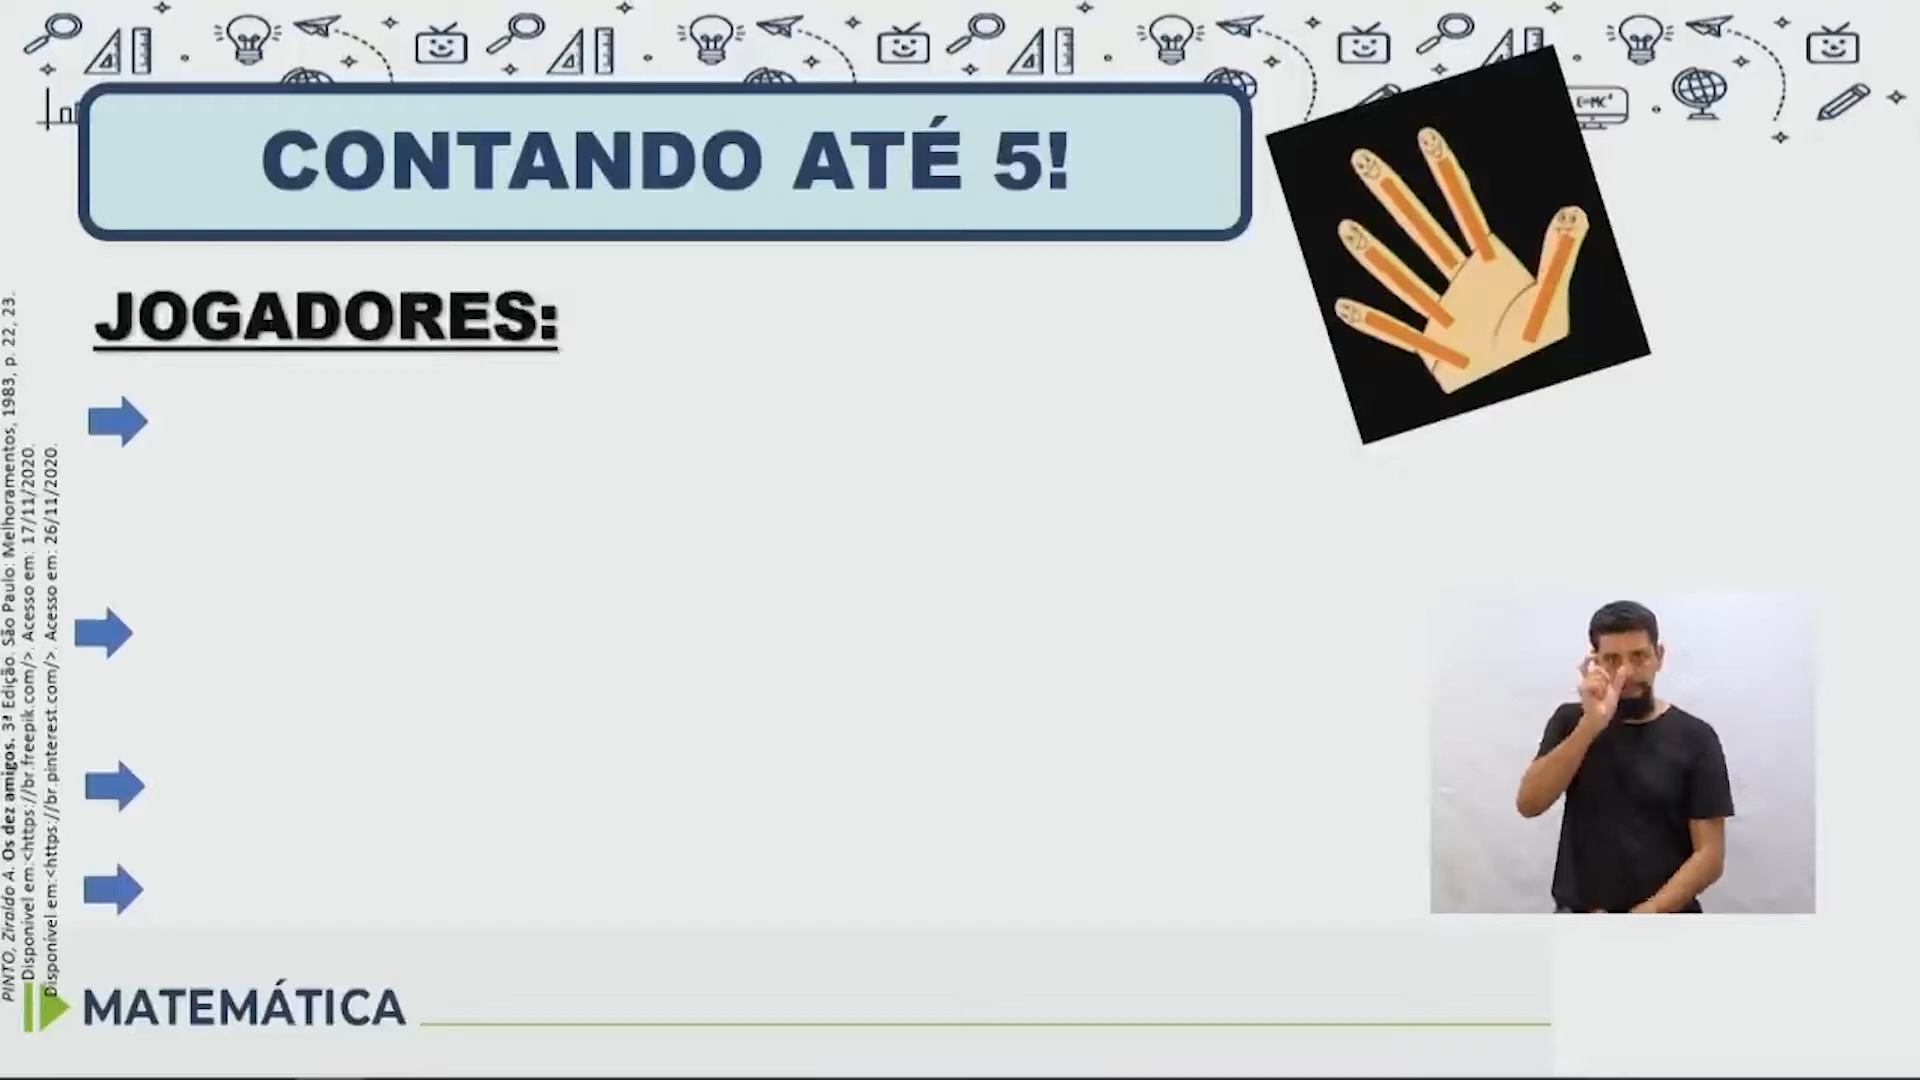 E=MC²
CONTANDO ATÉ 5!
JOGADORES:
PINTO, Ziraldo A. Os dez amigos. 3ª Edição. São Paulo: Melhoramentos, 1983, p. 22, 23.
Disponível em:<https://br.freepik.com/>. Acesso em: 17/11/2020.
Disponível em:<https://br.pinterest.com/>. Acesso em: 26/11/2020.
MATEMÁTICA